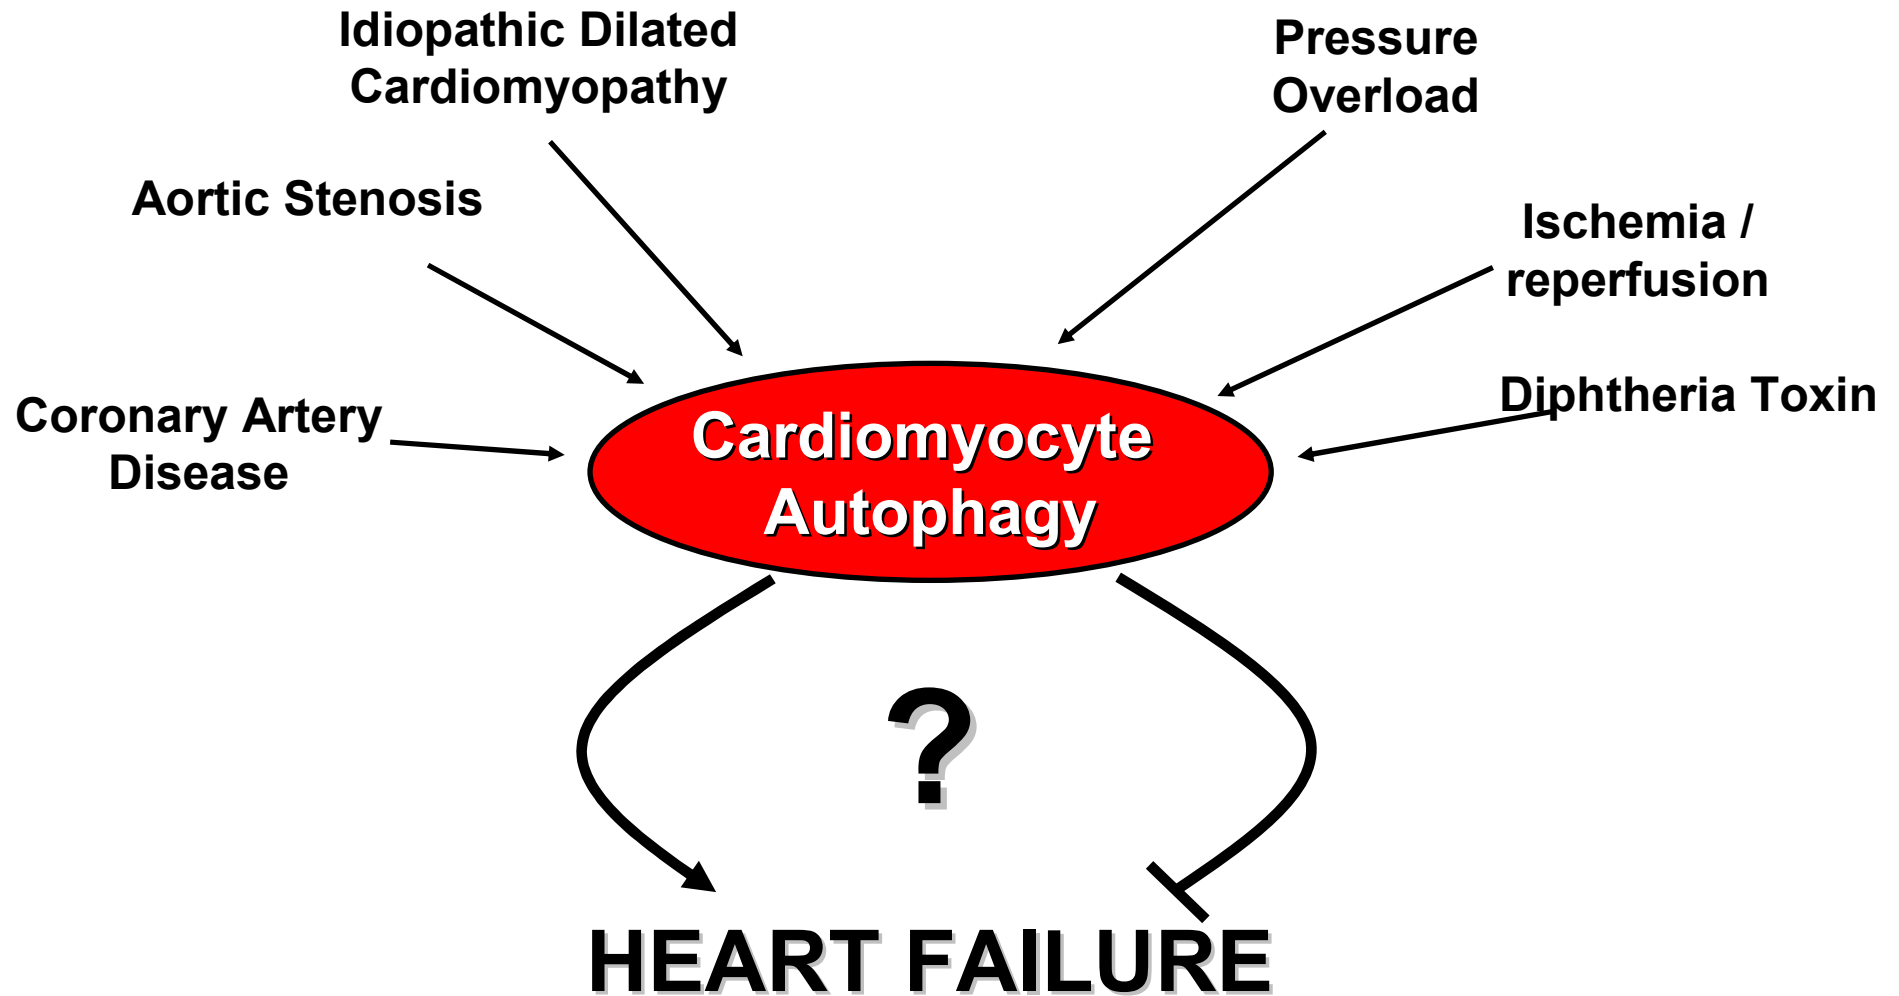 Idiopathic Dilated
Cardiomyopathy
Pressure
Overload
Aortic Stenosis
Ischemia /
reperfusion
Coronary Artery
Disease
Diphtheria Toxin
Cardiomyocyte
Autophagy
?
HEART FAILURE